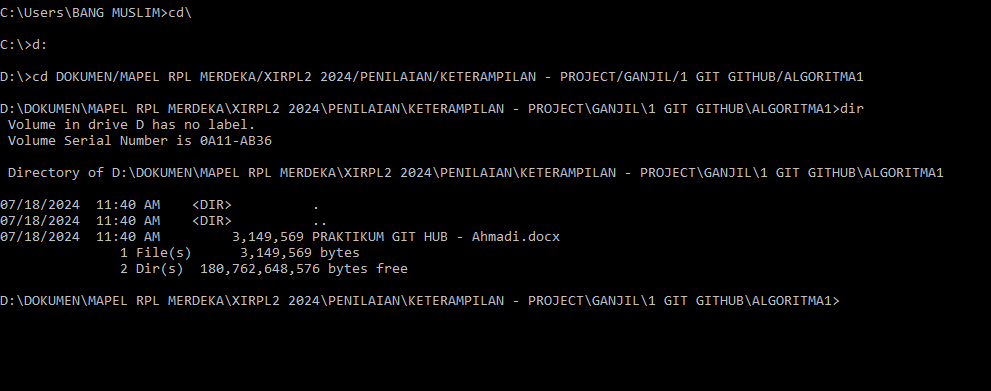 C:\Users\BANG MUSLIM>cd\
C:\>d:
D:\>cd DOKUMEN/MAPEL RPL MERDEKA/XIRPL2 2024/PENILAIAN/KETERAMPILAN - PROJECT/GANJIL/1 GIT GITHUB/ALGORITMA1
D:\DOKUMEN\MAPEL RPL MERDEKA\XIRPL2 2024\PENILAIAN\KETERAMPILAN - PROJECT\GANJIL\1 GIT GITHUB\ALGORITMA1>dir
 Volume in drive D has no label.
 Volume Serial Number is 0A11-AB36
 Directory of D:\DOKUMEN\MAPEL RPL MERDEKA\XIRPL2 2024\PENILAIAN\KETERAMPILAN - PROJECT\GANJIL\1 GIT GITHUB\ALGORITMA1
07/18/2024  11:40 AM    <DIR>          .
07/18/2024  11:40 AM    <DIR>          ..
07/18/2024  11:40 AM         3,149,569 PRAKTIKUM GIT HUB - Ahmadi.docx
               1 File(s)      3,149,569 bytes
               2 Dir(s)  180,762,648,576 bytes free
D:\DOKUMEN\MAPEL RPL MERDEKA\XIRPL2 2024\PENILAIAN\KETERAMPILAN - PROJECT\GANJIL\1 GIT GITHUB\ALGORITMA1>